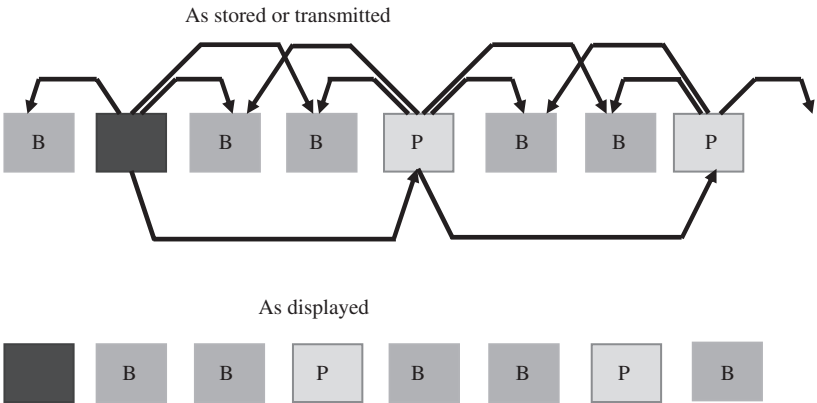 As stored or transmitted
B B B P B B P
As displayed
B B P B B P B